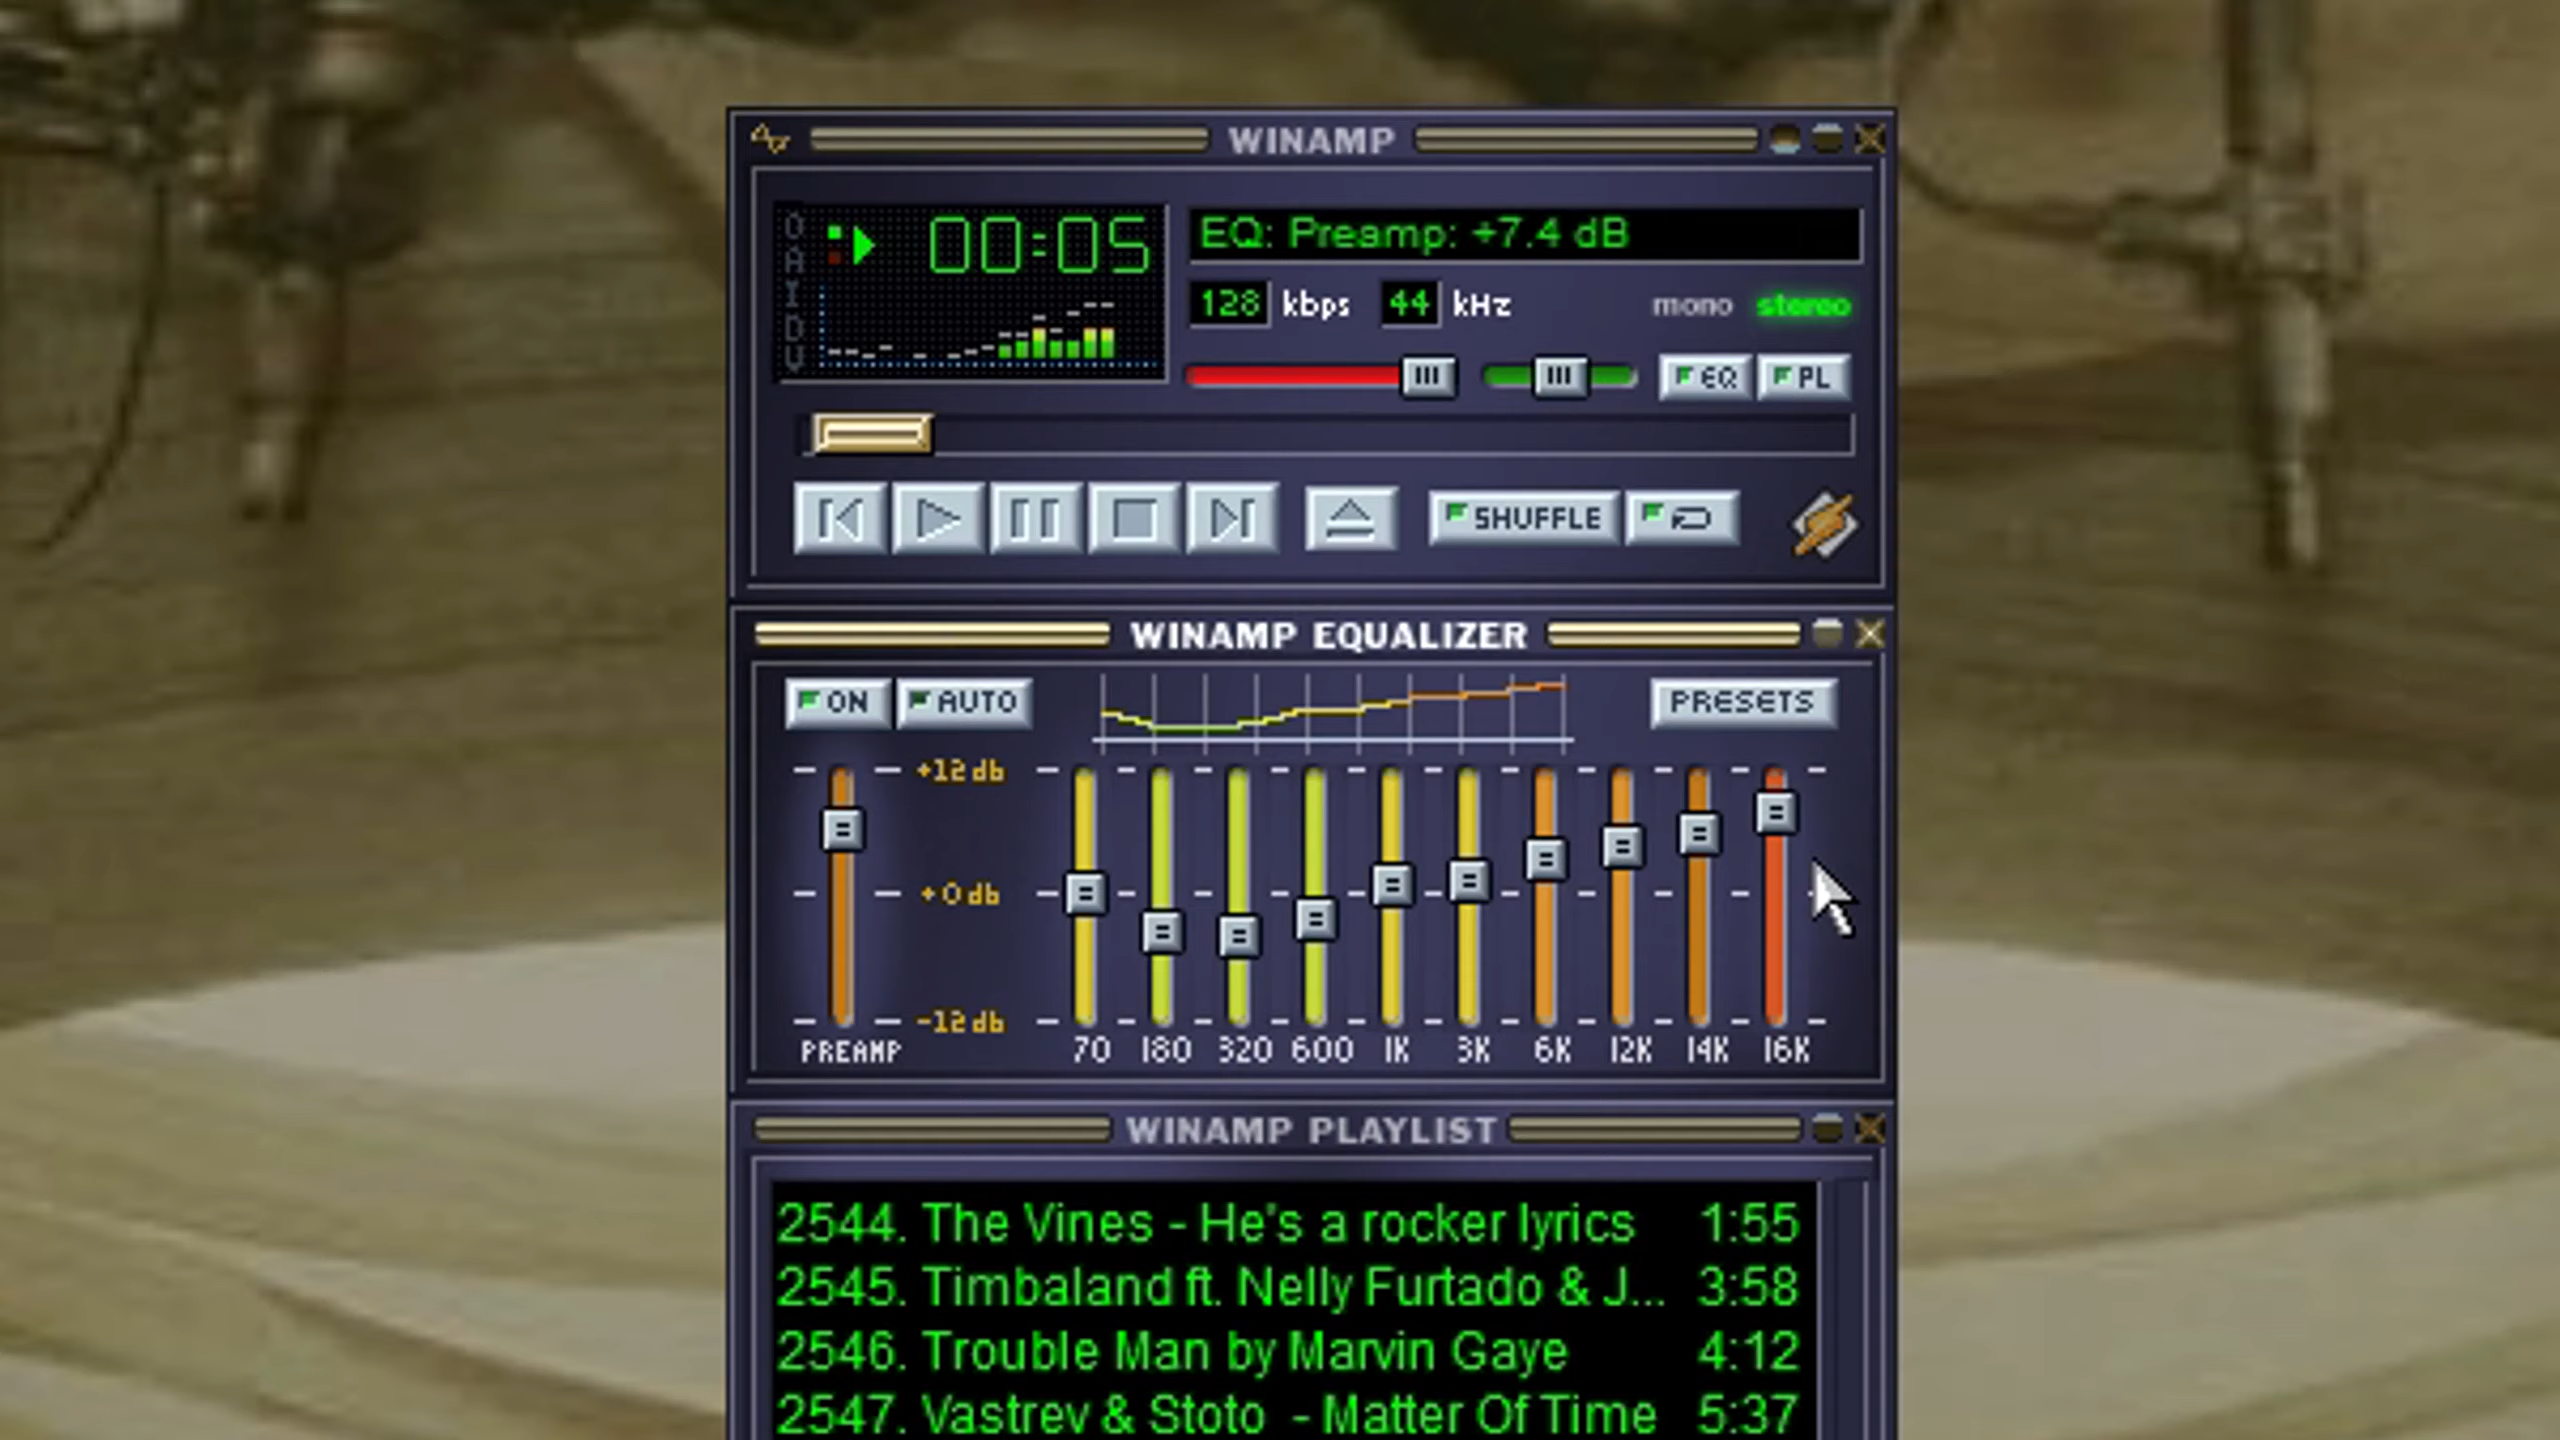 WINAMP
O A I D V
00:05
EQ: Preamp: +7.4 dB
128 kbps 44 kHz mono stereo
EQ PL
SHUFFLE
WINAMP EQUALIZER
ON AUTO PRESETS
+12 db
+0 db
-12 db
PREAMP 70 180 320 600 1K 3K 6K 12K 14K 16K
WINAMP PLAYLIST
2544. The Vines - He's a rocker lyrics 1:55
2545. Timbaland ft. Nelly Furtado & J... 3:58
2546. Trouble Man by Marvin Gaye 4:12
2547. Vastrev & Stoto - Matter Of Time 5:37